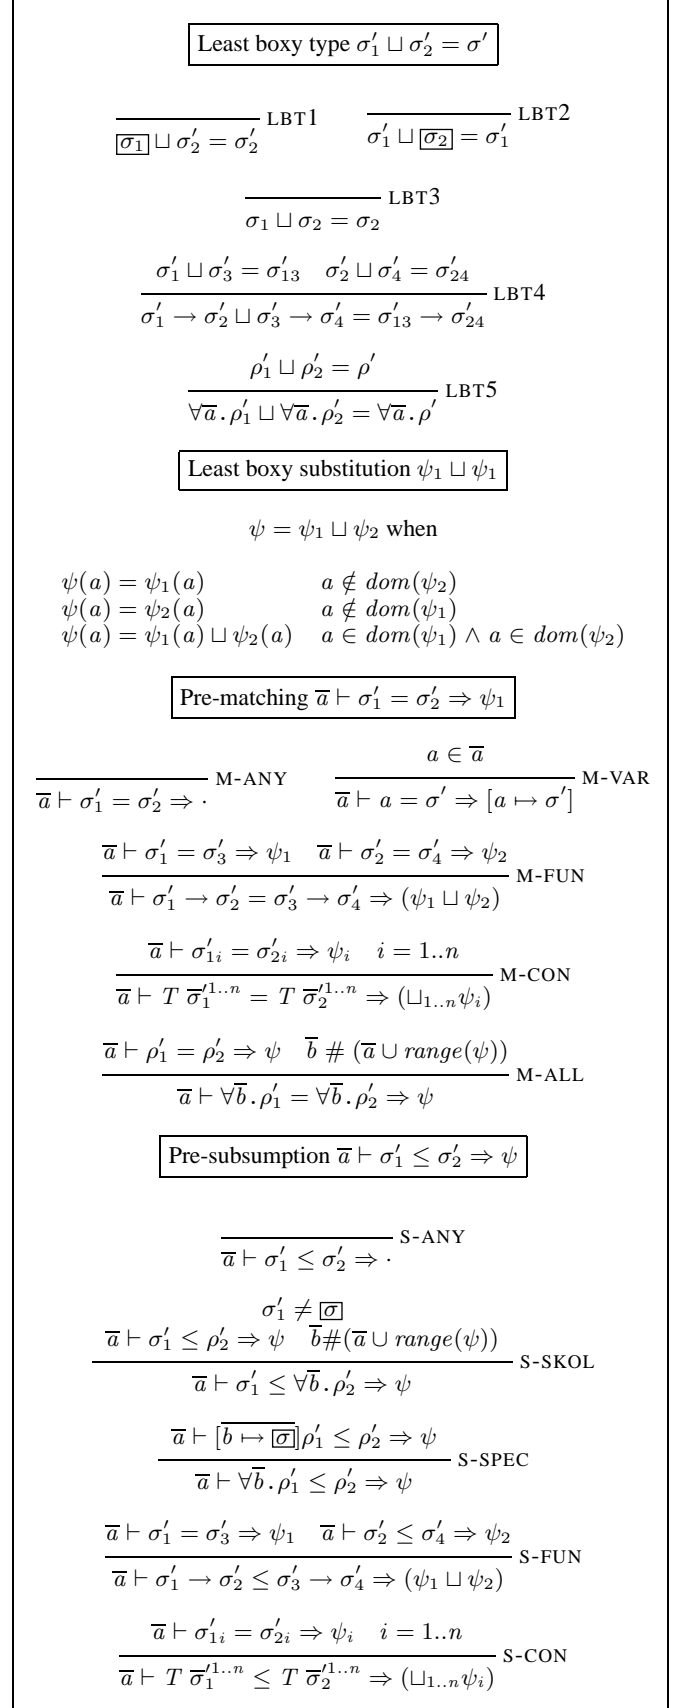 Least boxy type σ′₁ ⊔ σ′₂ = σ′
―――――― LBT1 ―――――― LBT2
[σ₁] ⊔ σ′₂ = σ′₂ σ′₁ ⊔ [σ₂] = σ′₁
―――――― LBT3
σ₁ ⊔ σ₂ = σ₂
σ′₁ ⊔ σ′₃ = σ′₁₃ σ′₂ ⊔ σ′₄ = σ′₂₄
―――――― LBT4
σ′₁ → σ′₂ ⊔ σ′₃ → σ′₄ = σ′₁₃ → σ′₂₄
ρ′₁ ⊔ ρ′₂ = ρ′
―――――― LBT5
∀a̅.ρ′₁ ⊔ ∀a̅.ρ′₂ = ∀a̅.ρ′
Least boxy substitution ψ₁ ⊔ ψ₁
ψ = ψ₁ ⊔ ψ₂ when
ψ(a) = ψ₁(a) a ∉ dom(ψ₂)
ψ(a) = ψ₂(a) a ∉ dom(ψ₁)
ψ(a) = ψ₁(a) ⊔ ψ₂(a) a ∈ dom(ψ₁) ∧ a ∈ dom(ψ₂)
Pre-matching a̅ ⊢ σ′₁ = σ′₂ ⇒ ψ₁
a ∈ a̅
―――――― M-ANY ―――――― M-VAR
a̅ ⊢ σ′₁ = σ′₂ ⇒ · a̅ ⊢ a = σ′ ⇒ [a ↦ σ′]
a̅ ⊢ σ′₁ = σ′₃ ⇒ ψ₁ a̅ ⊢ σ′₂ = σ′₄ ⇒ ψ₂
―――――― M-FUN
a̅ ⊢ σ′₁ → σ′₂ = σ′₃ → σ′₄ ⇒ (ψ₁ ⊔ ψ₂)
a̅ ⊢ σ′₁ᵢ = σ′₂ᵢ ⇒ ψᵢ i = 1..n
―――――― M-CON
a̅ ⊢ T σ̅′₁^{1..n} = T σ̅′₂^{1..n} ⇒ (⊔_{1..n}ψᵢ)
a̅ ⊢ ρ′₁ = ρ′₂ ⇒ ψ b̅ # (a̅ ∪ range(ψ))
―――――― M-ALL
a̅ ⊢ ∀b̅.ρ′₁ = ∀b̅.ρ′₂ ⇒ ψ
Pre-subsumption a̅ ⊢ σ′₁ ≤ σ′₂ ⇒ ψ
―――――― S-ANY
a̅ ⊢ σ′₁ ≤ σ′₂ ⇒ ·
σ′₁ ≠ [σ]
a̅ ⊢ σ′₁ ≤ ρ′₂ ⇒ ψ b̅#(a̅ ∪ range(ψ))
―――――― S-SKOL
a̅ ⊢ σ′₁ ≤ ∀b̅.ρ′₂ ⇒ ψ
a̅ ⊢ [\overline{b ↦ [σ]}]ρ′₁ ≤ ρ′₂ ⇒ ψ
―――――― S-SPEC
a̅ ⊢ ∀b̅.ρ′₁ ≤ ρ′₂ ⇒ ψ
a̅ ⊢ σ′₁ = σ′₃ ⇒ ψ₁ a̅ ⊢ σ′₂ ≤ σ′₄ ⇒ ψ₂
―――――― S-FUN
a̅ ⊢ σ′₁ → σ′₂ ≤ σ′₃ → σ′₄ ⇒ (ψ₁ ⊔ ψ₂)
a̅ ⊢ σ′₁ᵢ = σ′₂ᵢ ⇒ ψᵢ i = 1..n
―――――― S-CON
a̅ ⊢ T σ̅′₁^{1..n} ≤ T σ̅′₂^{1..n} ⇒ (⊔_{1..n}ψᵢ)